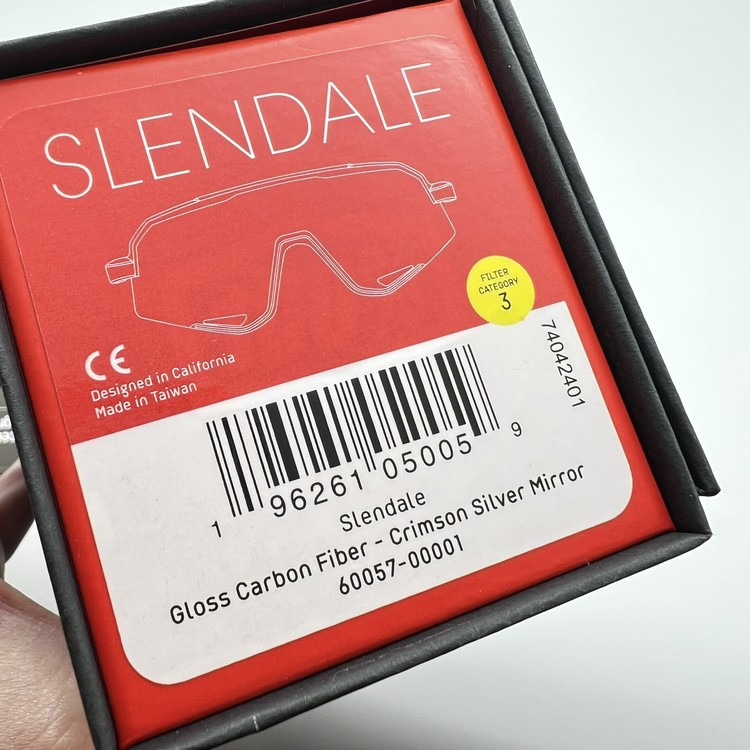 SLENDALE
FILTER
CATEGORY
3
CE
Designed in California
Made in Taiwan
74042401
1 96261 05005 9
Slendale
Gloss Carbon Fiber - Crimson Silver Mirror
60057-00001